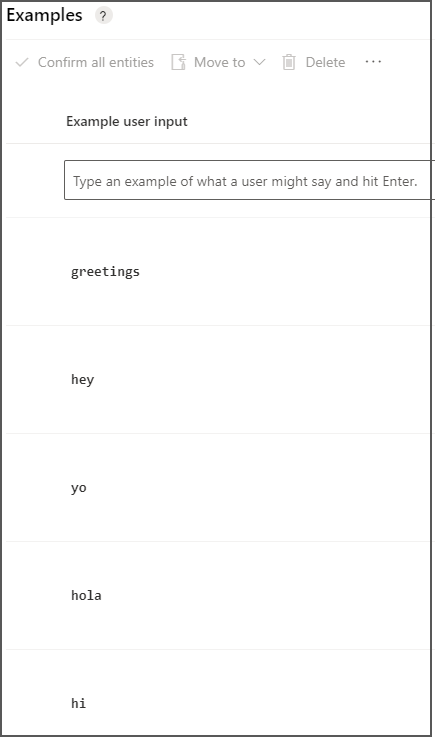 Examples ?
Confirm all entities Move to Delete ...
Example user input
Type an example of what a user might say and hit Enter.
greetings
hey
yo
hola
hi